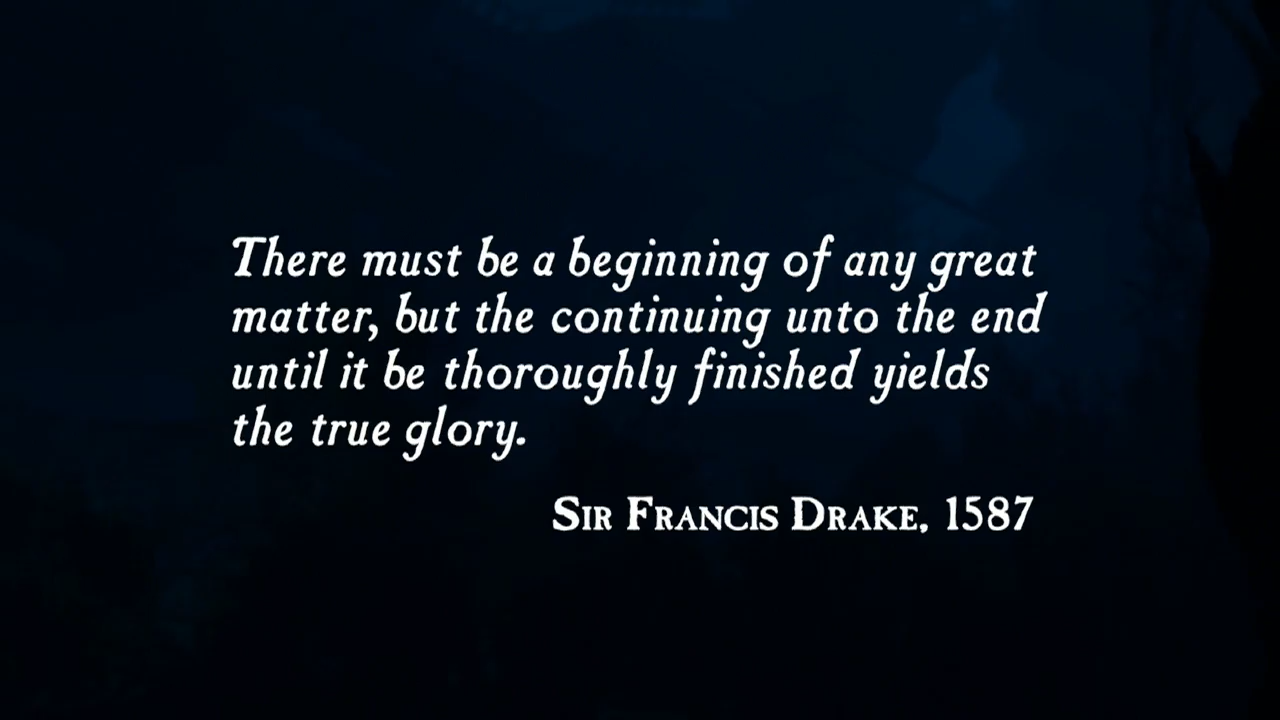 There must be a beginning of any great
matter, but the continuing unto the end
until it be thoroughly finished yields
the true glory.
Sir Francis Drake, 1587